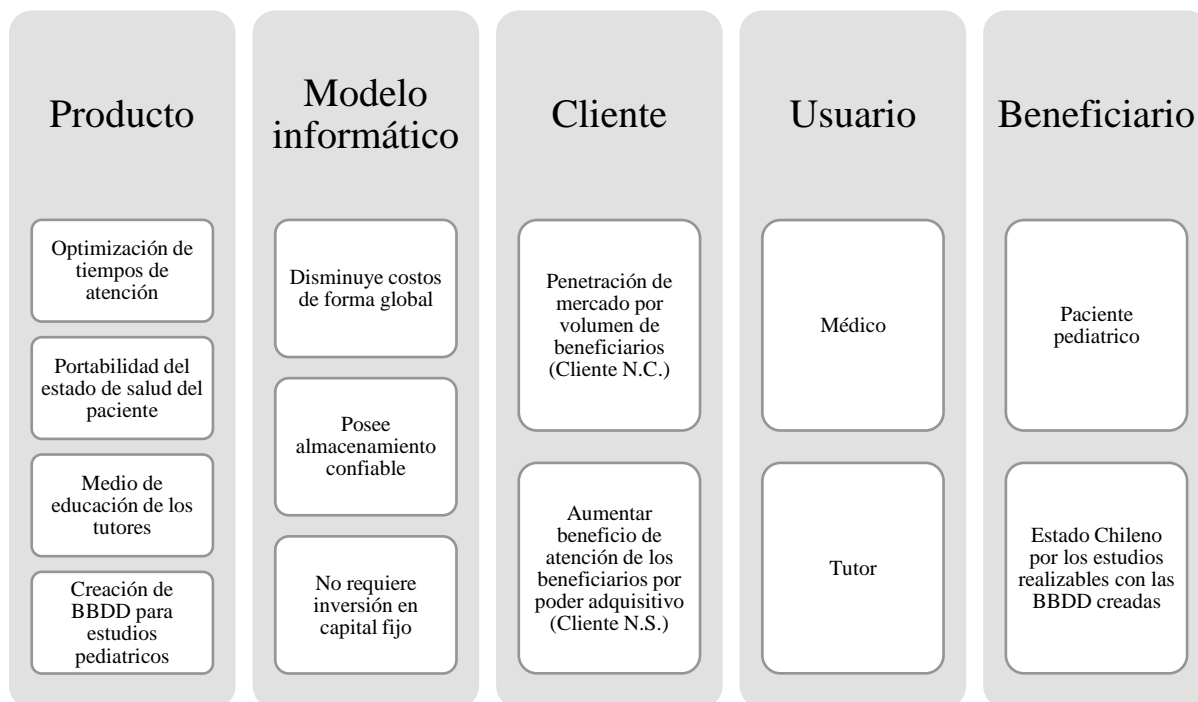 Producto
Optimización de
tiempos de
atención
Portabilidad del
estado de salud del
paciente
Medio de
educación de los
tutores
Creación de
BBDD para
estudios
pediatricos
Modelo
informático
Disminuye costos
de forma global
Posee
almacenamiento
confiable
No requiere
inversión en
capital fijo
Cliente
Penetración de
mercado por
volumen de
beneficiarios
(Cliente N.C.)
Aumentar
beneficio de
atención de los
beneficiarios por
poder adquisitivo
(Cliente N.S.)
Usuario
Médico
Tutor
Beneficiario
Paciente
pediatrico
Estado Chileno
por los estudios
realizables con las
BBDD creadas